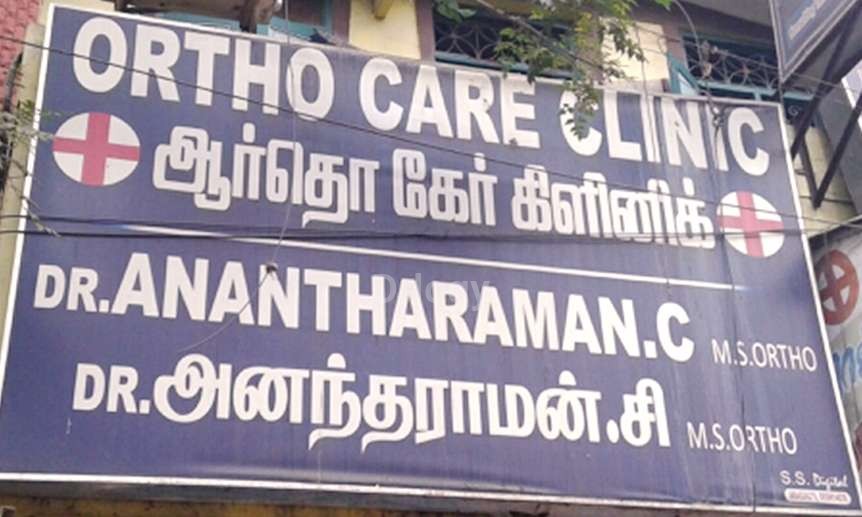 ORTHO CARE CLINIC
ஆர்தொ கேர் கிளினிக்
DR.ANANTHARAMAN.C M.S.ORTHO
DR.அனந்தராமன்.சி M.S.ORTHO
S.S. Digital